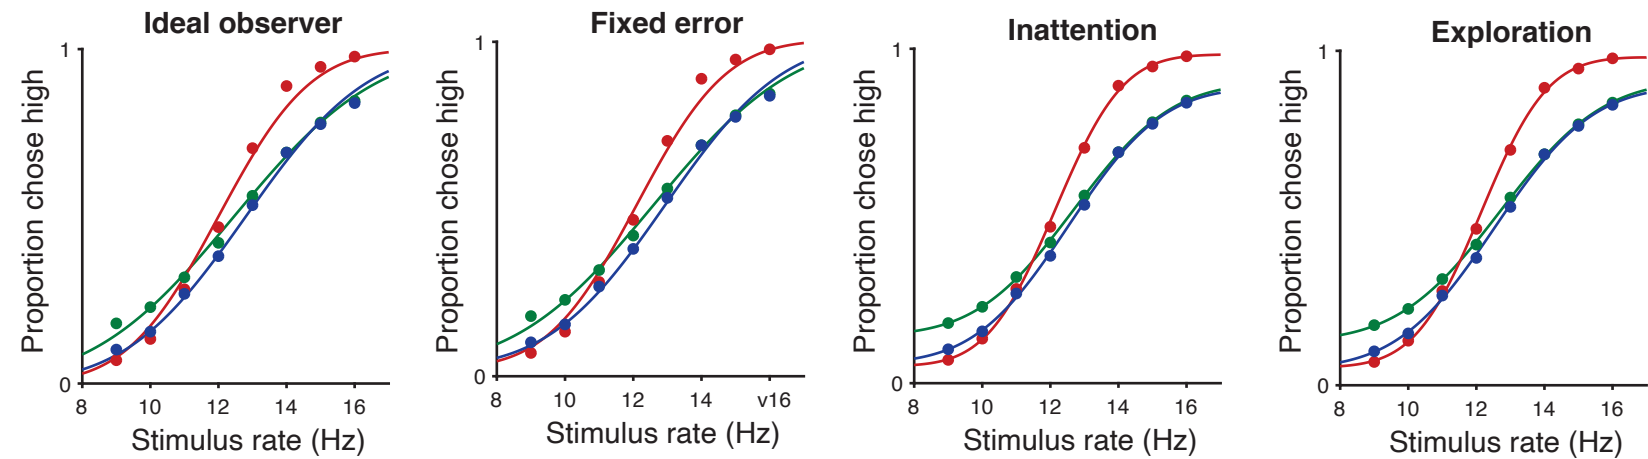 Ideal observer
Proportion chose high
1
0
8 10 12 14 16
Stimulus rate (Hz)
Fixed error
Proportion chose high
1
0
8 10 12 14 v16
Stimulus rate (Hz)
Inattention
Proportion chose high
1
0
8 10 12 14 16
Stimulus rate (Hz)
Exploration
Proportion chose high
1
0
8 10 12 14 16
Stimulus rate (Hz)